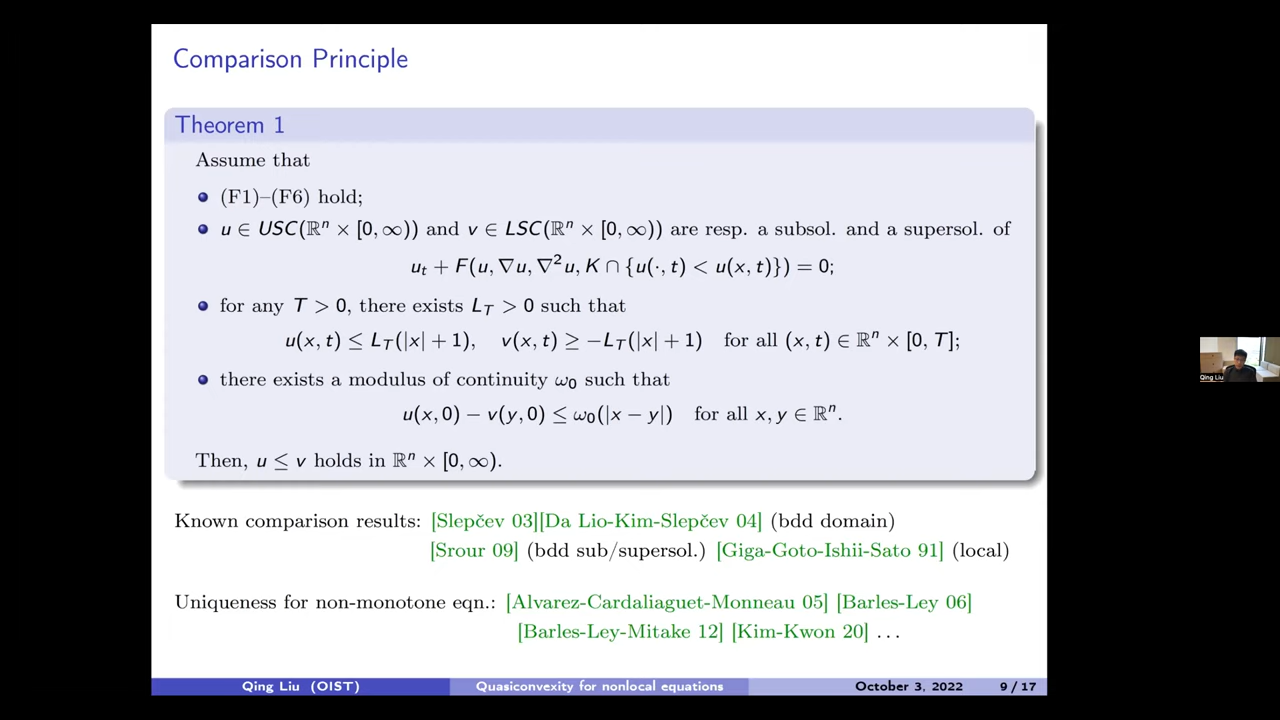 Comparison Principle
Theorem 1
Assume that
(F1)–(F6) hold;
u ∈ USC(ℝⁿ × [0, ∞)) and v ∈ LSC(ℝⁿ × [0, ∞)) are resp. a subsol. and a supersol. of
uₜ + F(u, ∇u, ∇²u, K ∩ {u(·, t) < u(x, t)}) = 0;
for any T > 0, there exists L_T > 0 such that
u(x, t) ≤ L_T(|x| + 1), v(x, t) ≥ −L_T(|x| + 1) for all (x, t) ∈ ℝⁿ × [0, T];
there exists a modulus of continuity ω₀ such that
u(x, 0) − v(y, 0) ≤ ω₀(|x − y|) for all x, y ∈ ℝⁿ.
Then, u ≤ v holds in ℝⁿ × [0, ∞).
Known comparison results: [Slepčev 03][Da Lio-Kim-Slepčev 04] (bdd domain)
[Srour 09] (bdd sub/supersol.) [Giga-Goto-Ishii-Sato 91] (local)
Uniqueness for non-monotone eqn.: [Alvarez-Cardaliaguet-Monneau 05] [Barles-Ley 06]
[Barles-Ley-Mitake 12] [Kim-Kwon 20] ...
Qing Liu (OIST) Quasiconvexity for nonlocal equations October 3, 2022 9 / 17
Qing Liu